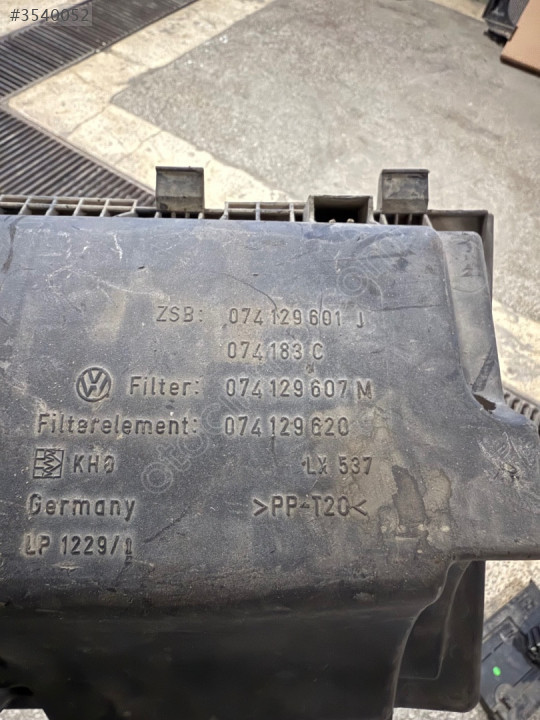 #3540052
ZSB: 074 129 601 J
074 183 C
Filter: 074 129 607 M
Filterelement: 074 129 620
KH0 LX 537
Germany >PP-T20<
LP 1229/1